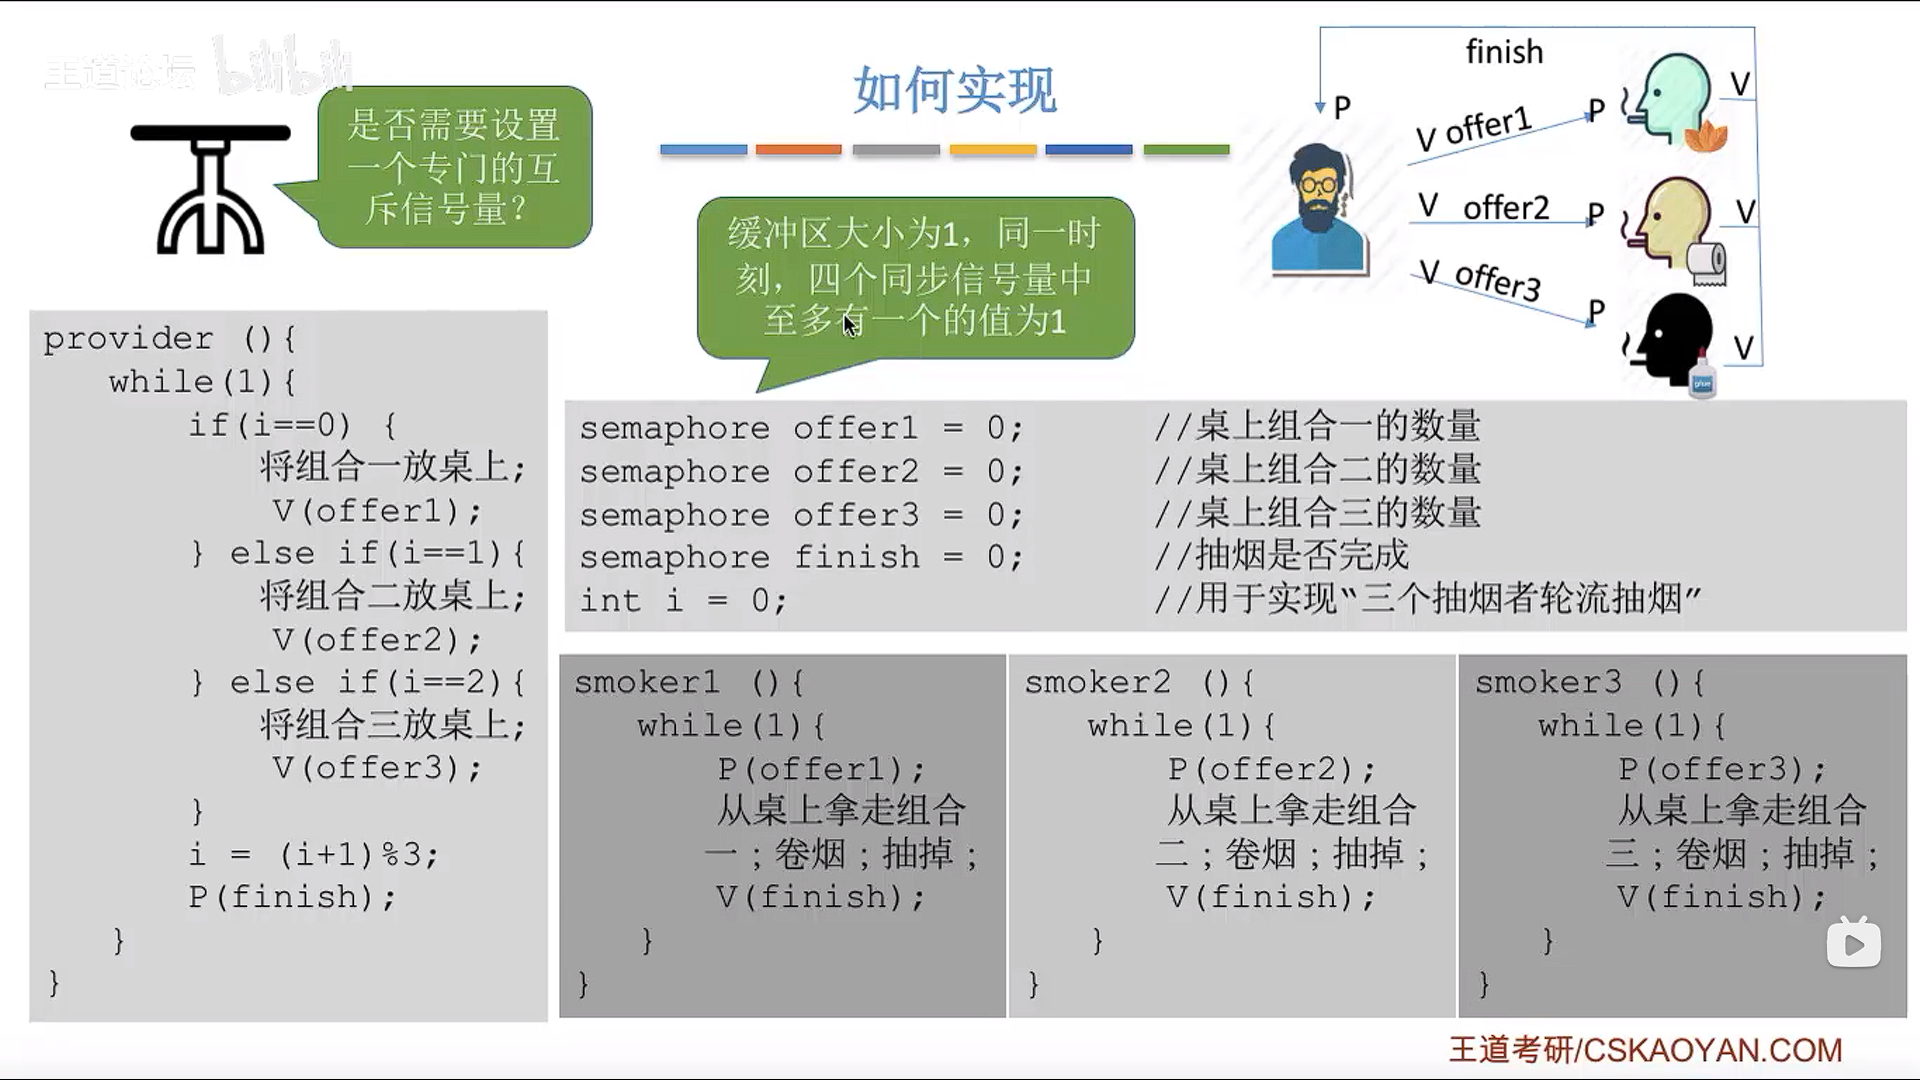 王道论坛 bilibili
如何实现
是否需要设置
一个专门的互
斥信号量？
缓冲区大小为1，同一时
刻，四个同步信号量中
至多有一个的值为1
finish
P
V offer1
P
V
V offer2
P
V
V offer3
P
V
glue
provider (){
while(1){
if(i==0) {
将组合一放桌上;
V(offer1);
} else if(i==1){
将组合二放桌上;
V(offer2);
} else if(i==2){
将组合三放桌上;
V(offer3);
}
i = (i+1)%3;
P(finish);
}
}
semaphore offer1 = 0; //桌上组合一的数量
semaphore offer2 = 0; //桌上组合二的数量
semaphore offer3 = 0; //桌上组合三的数量
semaphore finish = 0; //抽烟是否完成
int i = 0; //用于实现“三个抽烟者轮流抽烟”
smoker1 (){
while(1){
P(offer1);
从桌上拿走组合
一；卷烟；抽掉；
V(finish);
}
}
smoker2 (){
while(1){
P(offer2);
从桌上拿走组合
二；卷烟；抽掉；
V(finish);
}
}
smoker3 (){
while(1){
P(offer3);
从桌上拿走组合
三；卷烟；抽掉；
V(finish);
}
}
王道考研/CSKAOYAN.COM